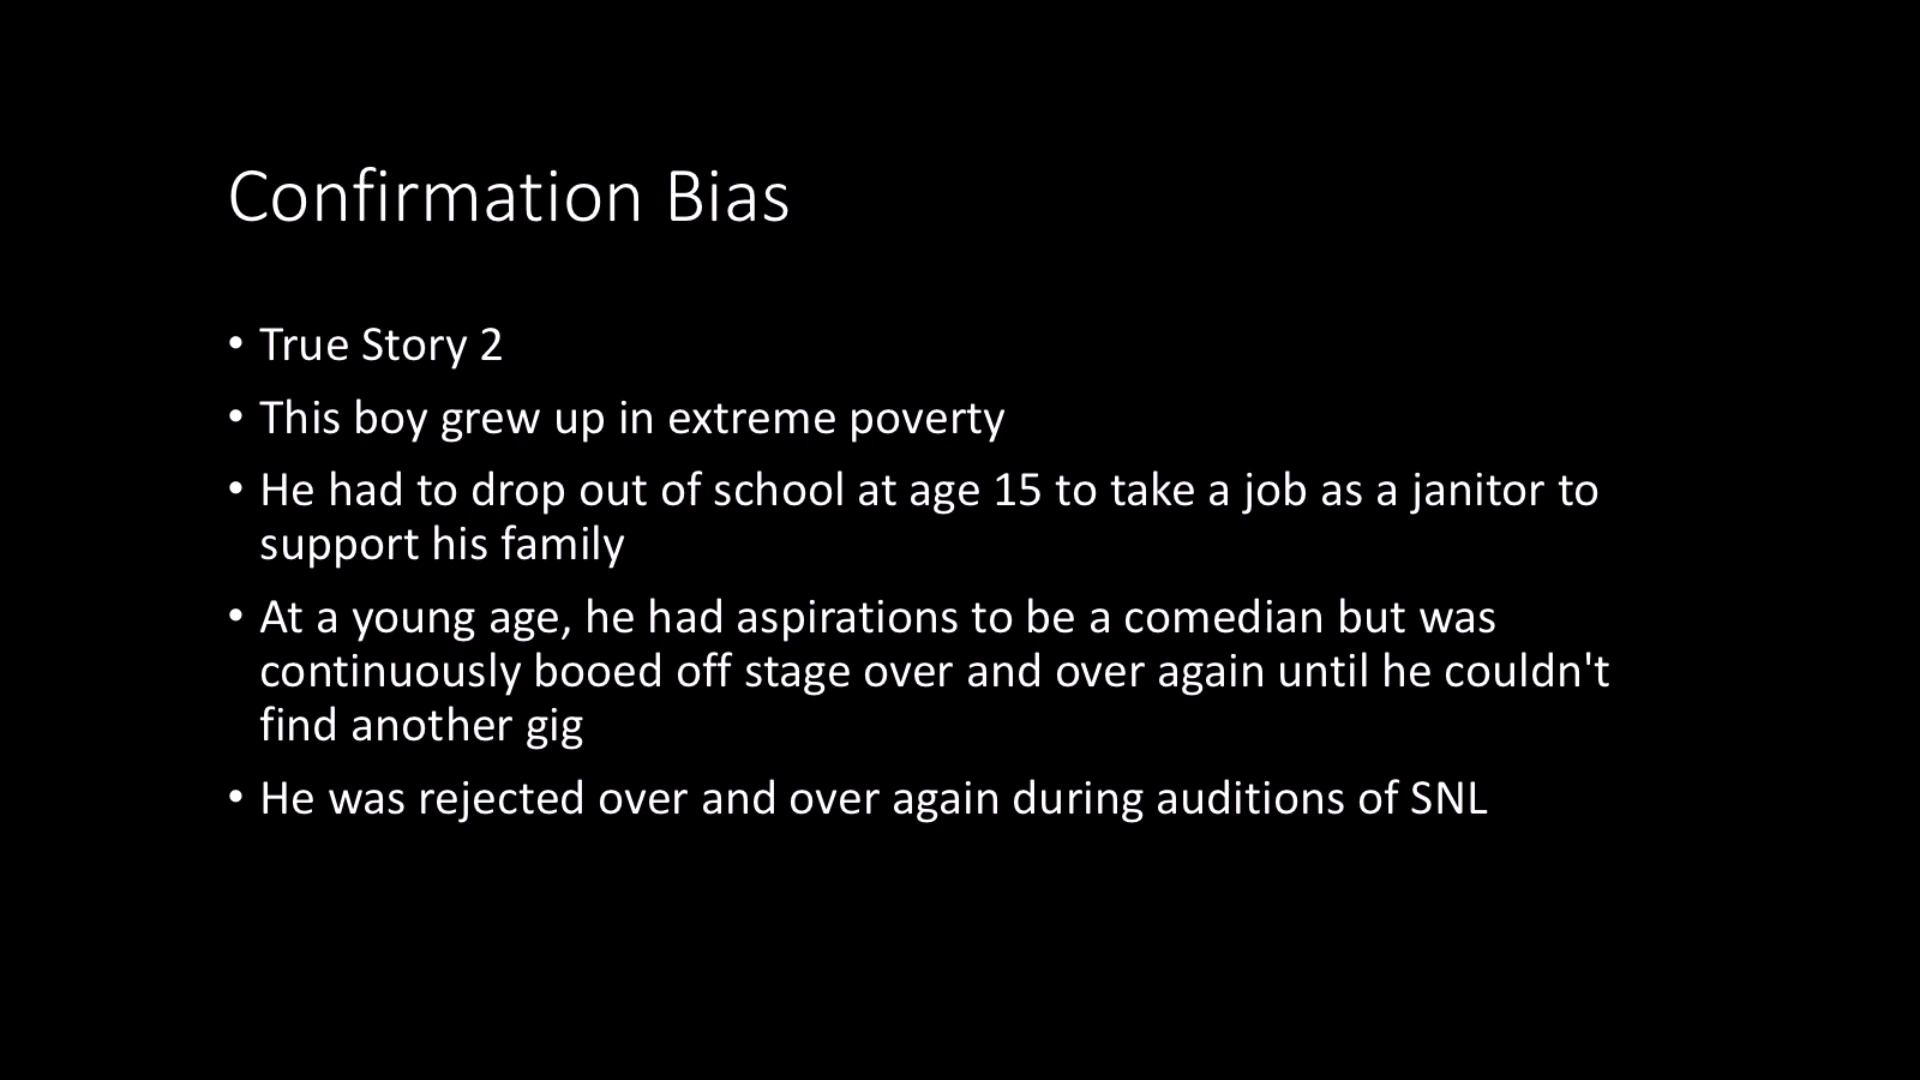 Confirmation Bias
• True Story 2
• This boy grew up in extreme poverty
• He had to drop out of school at age 15 to take a job as a janitor to
support his family
• At a young age, he had aspirations to be a comedian but was
continuously booed off stage over and over again until he couldn't
find another gig
• He was rejected over and over again during auditions of SNL